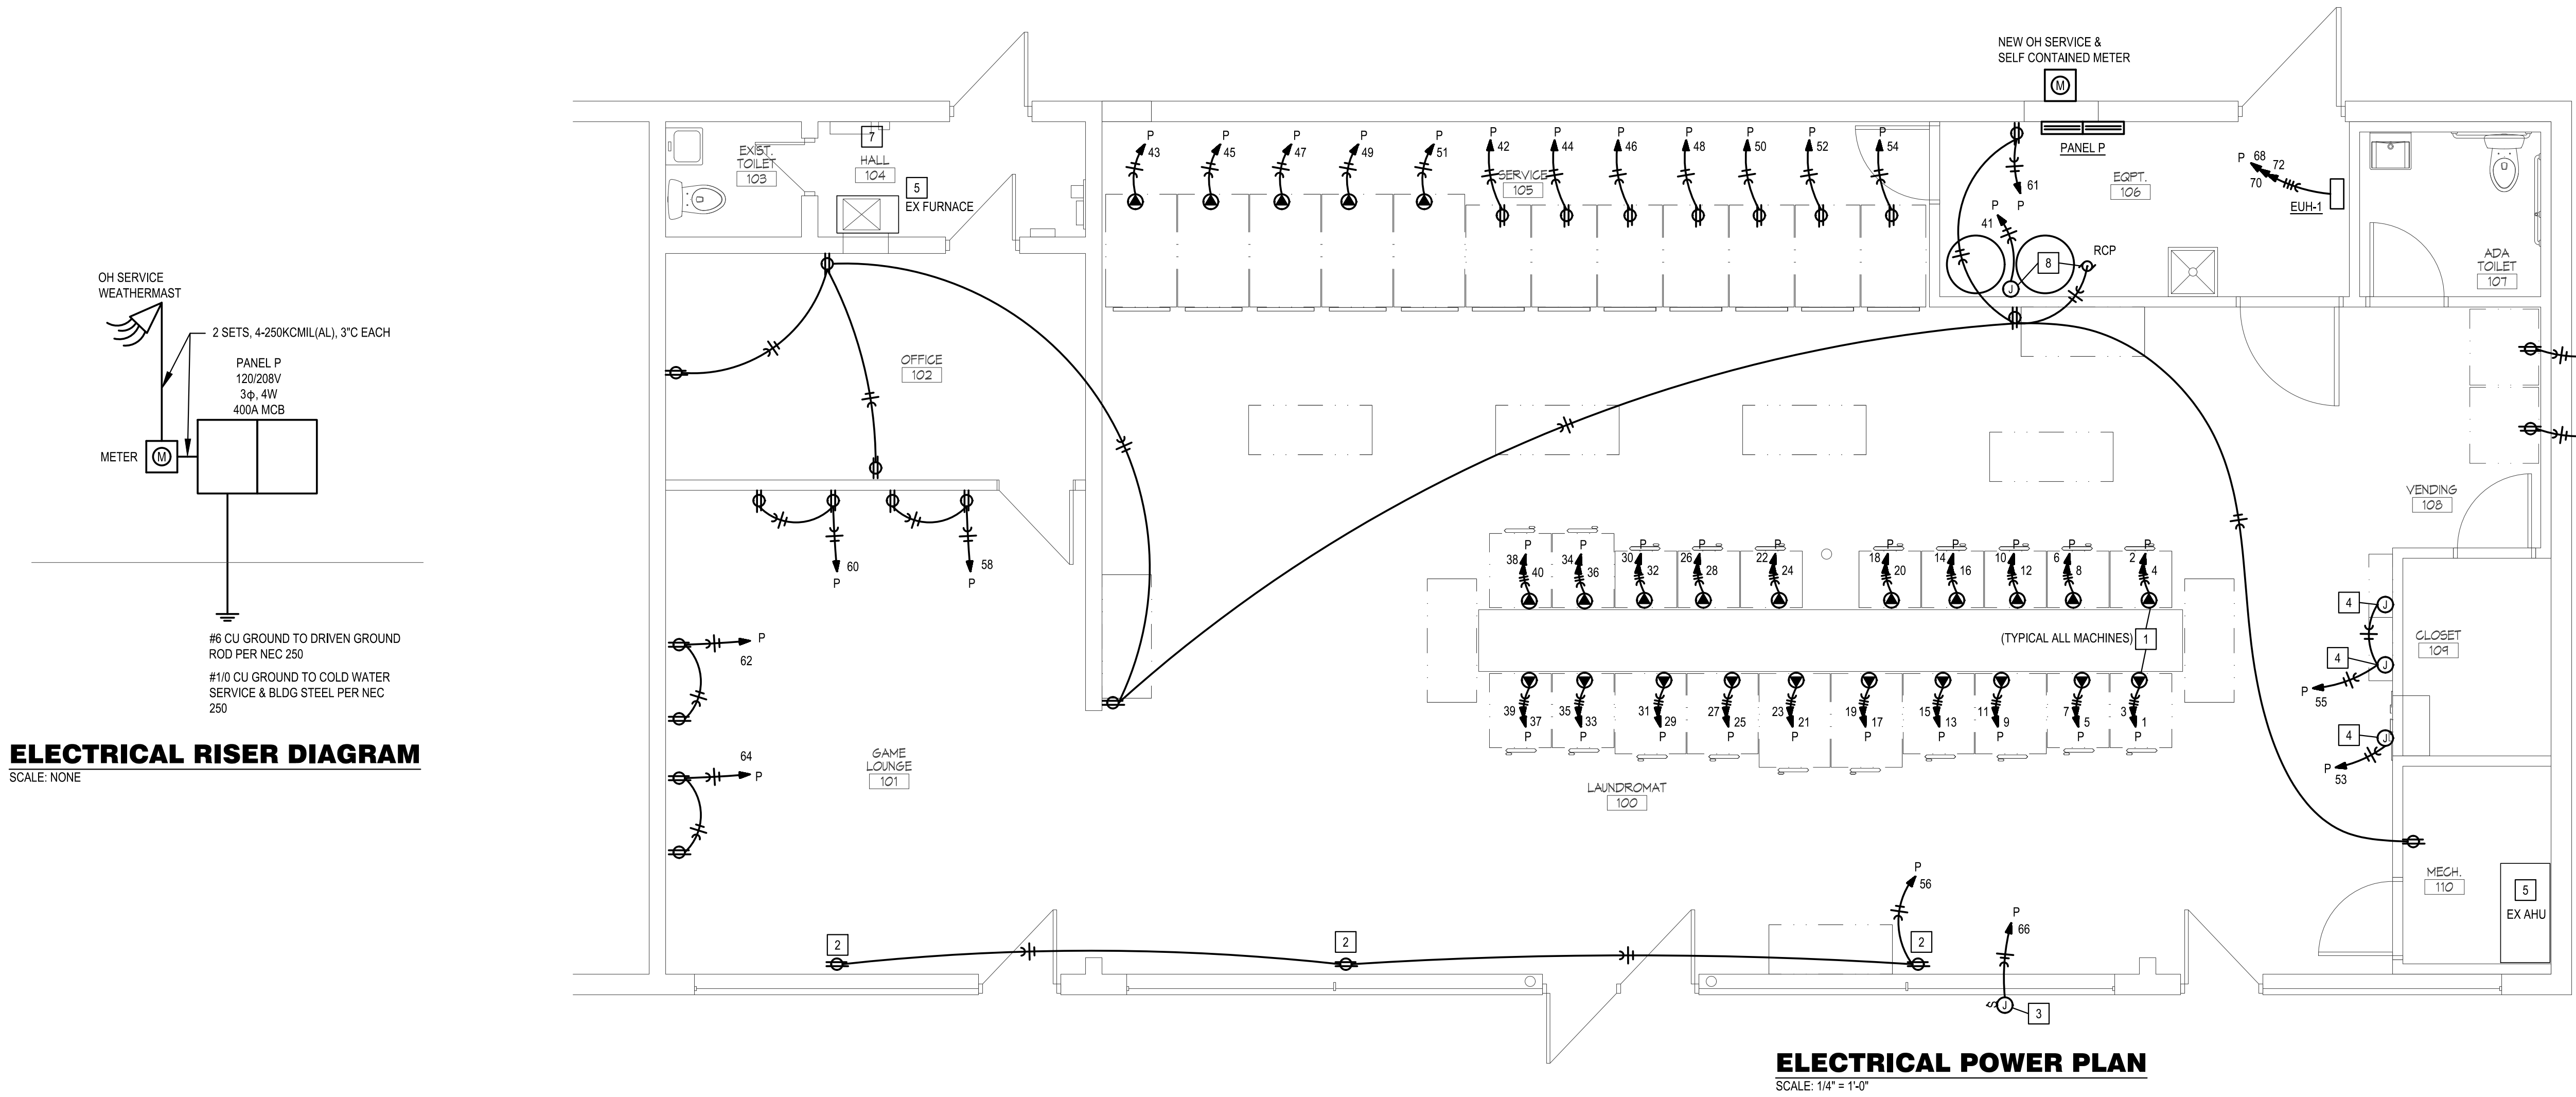 OH SERVICE
WEATHERMAST
2 SETS, 4-250KCMIL(AL), 3"C EACH
PANEL P
120/208V
3ϕ, 4W
400A MCB
METER
M
#6 CU GROUND TO DRIVEN GROUND
ROD PER NEC 250
#1/0 CU GROUND TO COLD WATER
SERVICE & BLDG STEEL PER NEC
250
ELECTRICAL RISER DIAGRAM
SCALE: NONE
NEW OH SERVICE &
SELF CONTAINED METER
M
PANEL P
EXIST.
TOILET
103
7
HALL
104
5
EX FURNACE
P
43
P
45
P
47
P
49
P
51
P
42
P
44
P
46
P
48
P
50
P
52
P
54
SERVICE
105
61
P
P
41
J
8
RCP
EQPT.
106
P 68 72
70
EUH-1
ADA
TOILET
107
OFFICE
102
60
P
58
P
VENDING
108
P
38
40
P
34
36
P
30
32
P
26
28
P
22
24
P
18
20
P
14
16
P
10
12
P
6
8
P
2
4
(TYPICAL ALL MACHINES)
1
39
37
P
35
33
P
31
29
P
27
25
P
23
21
P
19
17
P
15
13
P
11
9
P
7
5
P
3
1
P
4
J
4
J
P
55
4
J
P
53
CLOSET
109
P
62
64
P
GAME
LOUNGE
101
LAUNDROMAT
100
MECH.
110
5
EX AHU
2
2
2
P
56
P
66
S
J
3
ELECTRICAL POWER PLAN
SCALE: 1/4" = 1'-0"